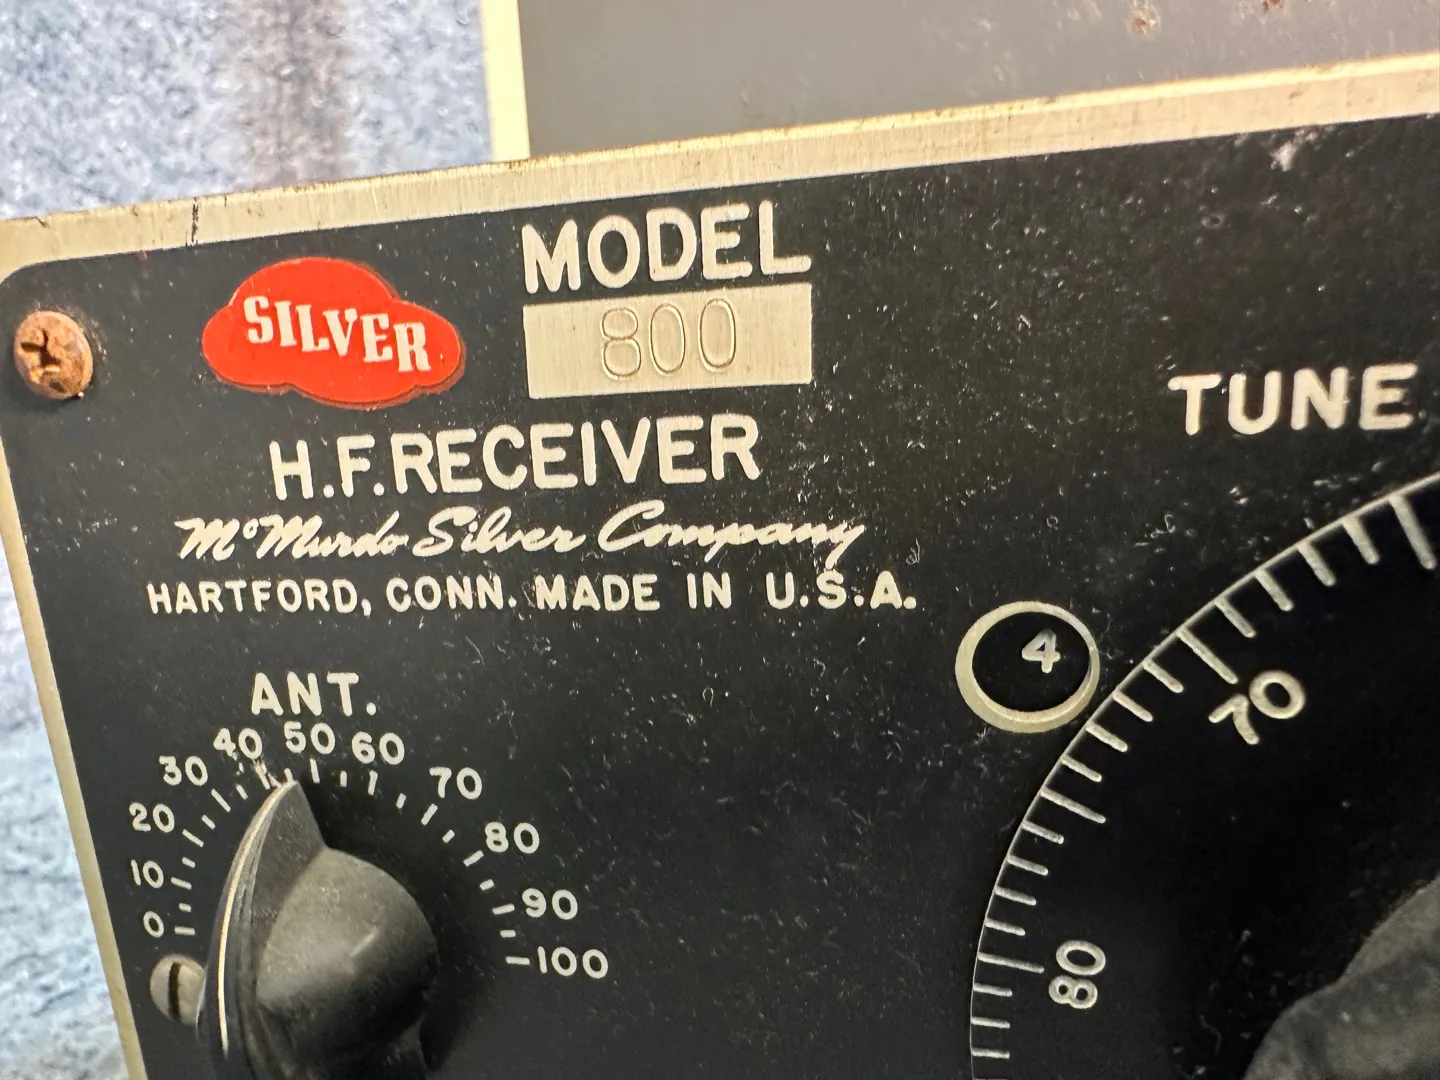 MODEL
SILVER
800
H.F. RECEIVER
McMurdo Silver Company
HARTFORD, CONN. MADE IN U.S.A.
TUNE
4
70
80
ANT.
0
10
20
30
40
50
60
70
80
90
100